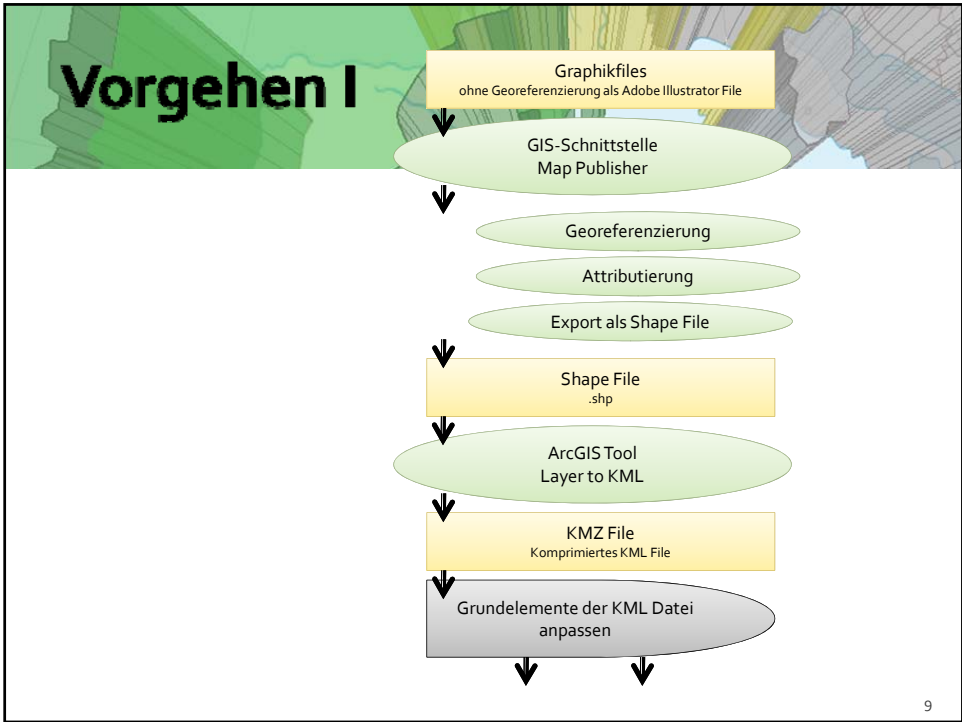 Vorgehen I
Graphikfiles
ohne Georeferenzierung als Adobe Illustrator File
GIS-Schnittstelle
Map Publisher
Georeferenzierung
Attributierung
Export als Shape File
Shape File
.shp
ArcGIS Tool
Layer to KML
KMZ File
Komprimiertes KML File
Grundelemente der KML Datei
anpassen
9